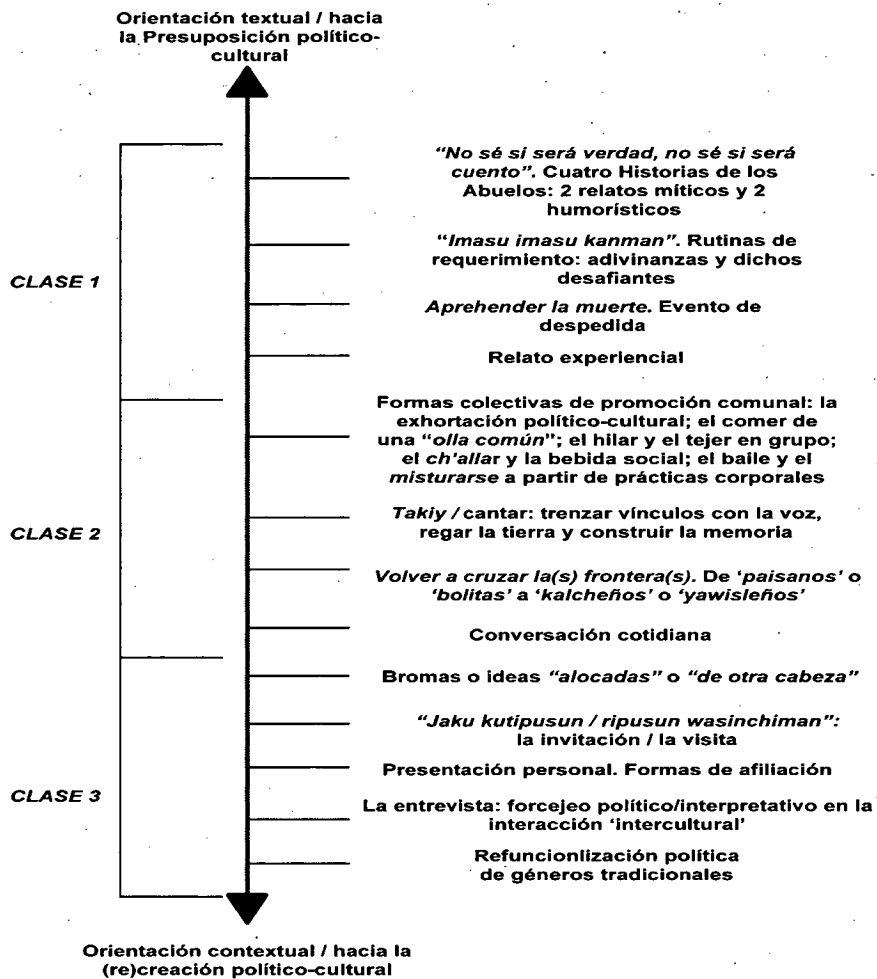 Orientación textual / hacia
la Presuposición político-
cultural
"No sé si será verdad, no sé si será
cuento". Cuatro Historias de los
Abuelos: 2 relatos míticos y 2
humorísticos
"Imasu imasu kanman". Rutinas de
requerimiento: adivinanzas y dichos
desafiantes
CLASE 1
Aprehender la muerte. Evento de
despedida
Relato experiencial
Formas colectivas de promoción comunal: la
exhortación político-cultural; el comer de
una "olla común"; el hilar y el tejer en grupo;
el ch'allar y la bebida social; el baile y el
misturarse a partir de prácticas corporales
Takiy / cantar: trenzar vínculos con la voz,
regar la tierra y construir la memoria
CLASE 2
Volver a cruzar la(s) frontera(s). De 'paisanos' o
'bolitas' a 'kalcheños' o 'yawisleños'
Conversación cotidiana
Bromas o ideas "alocadas" o "de otra cabeza"
"Jaku kutipusun / ripusun wasinchiman":
la invitación / la visita
Presentación personal. Formas de afiliación
CLASE 3
La entrevista: forcejeo político/interpretativo en la
interacción 'intercultural'
Refuncionlización política
de géneros tradicionales
Orientación contextual / hacia la
(re)creación político-cultural